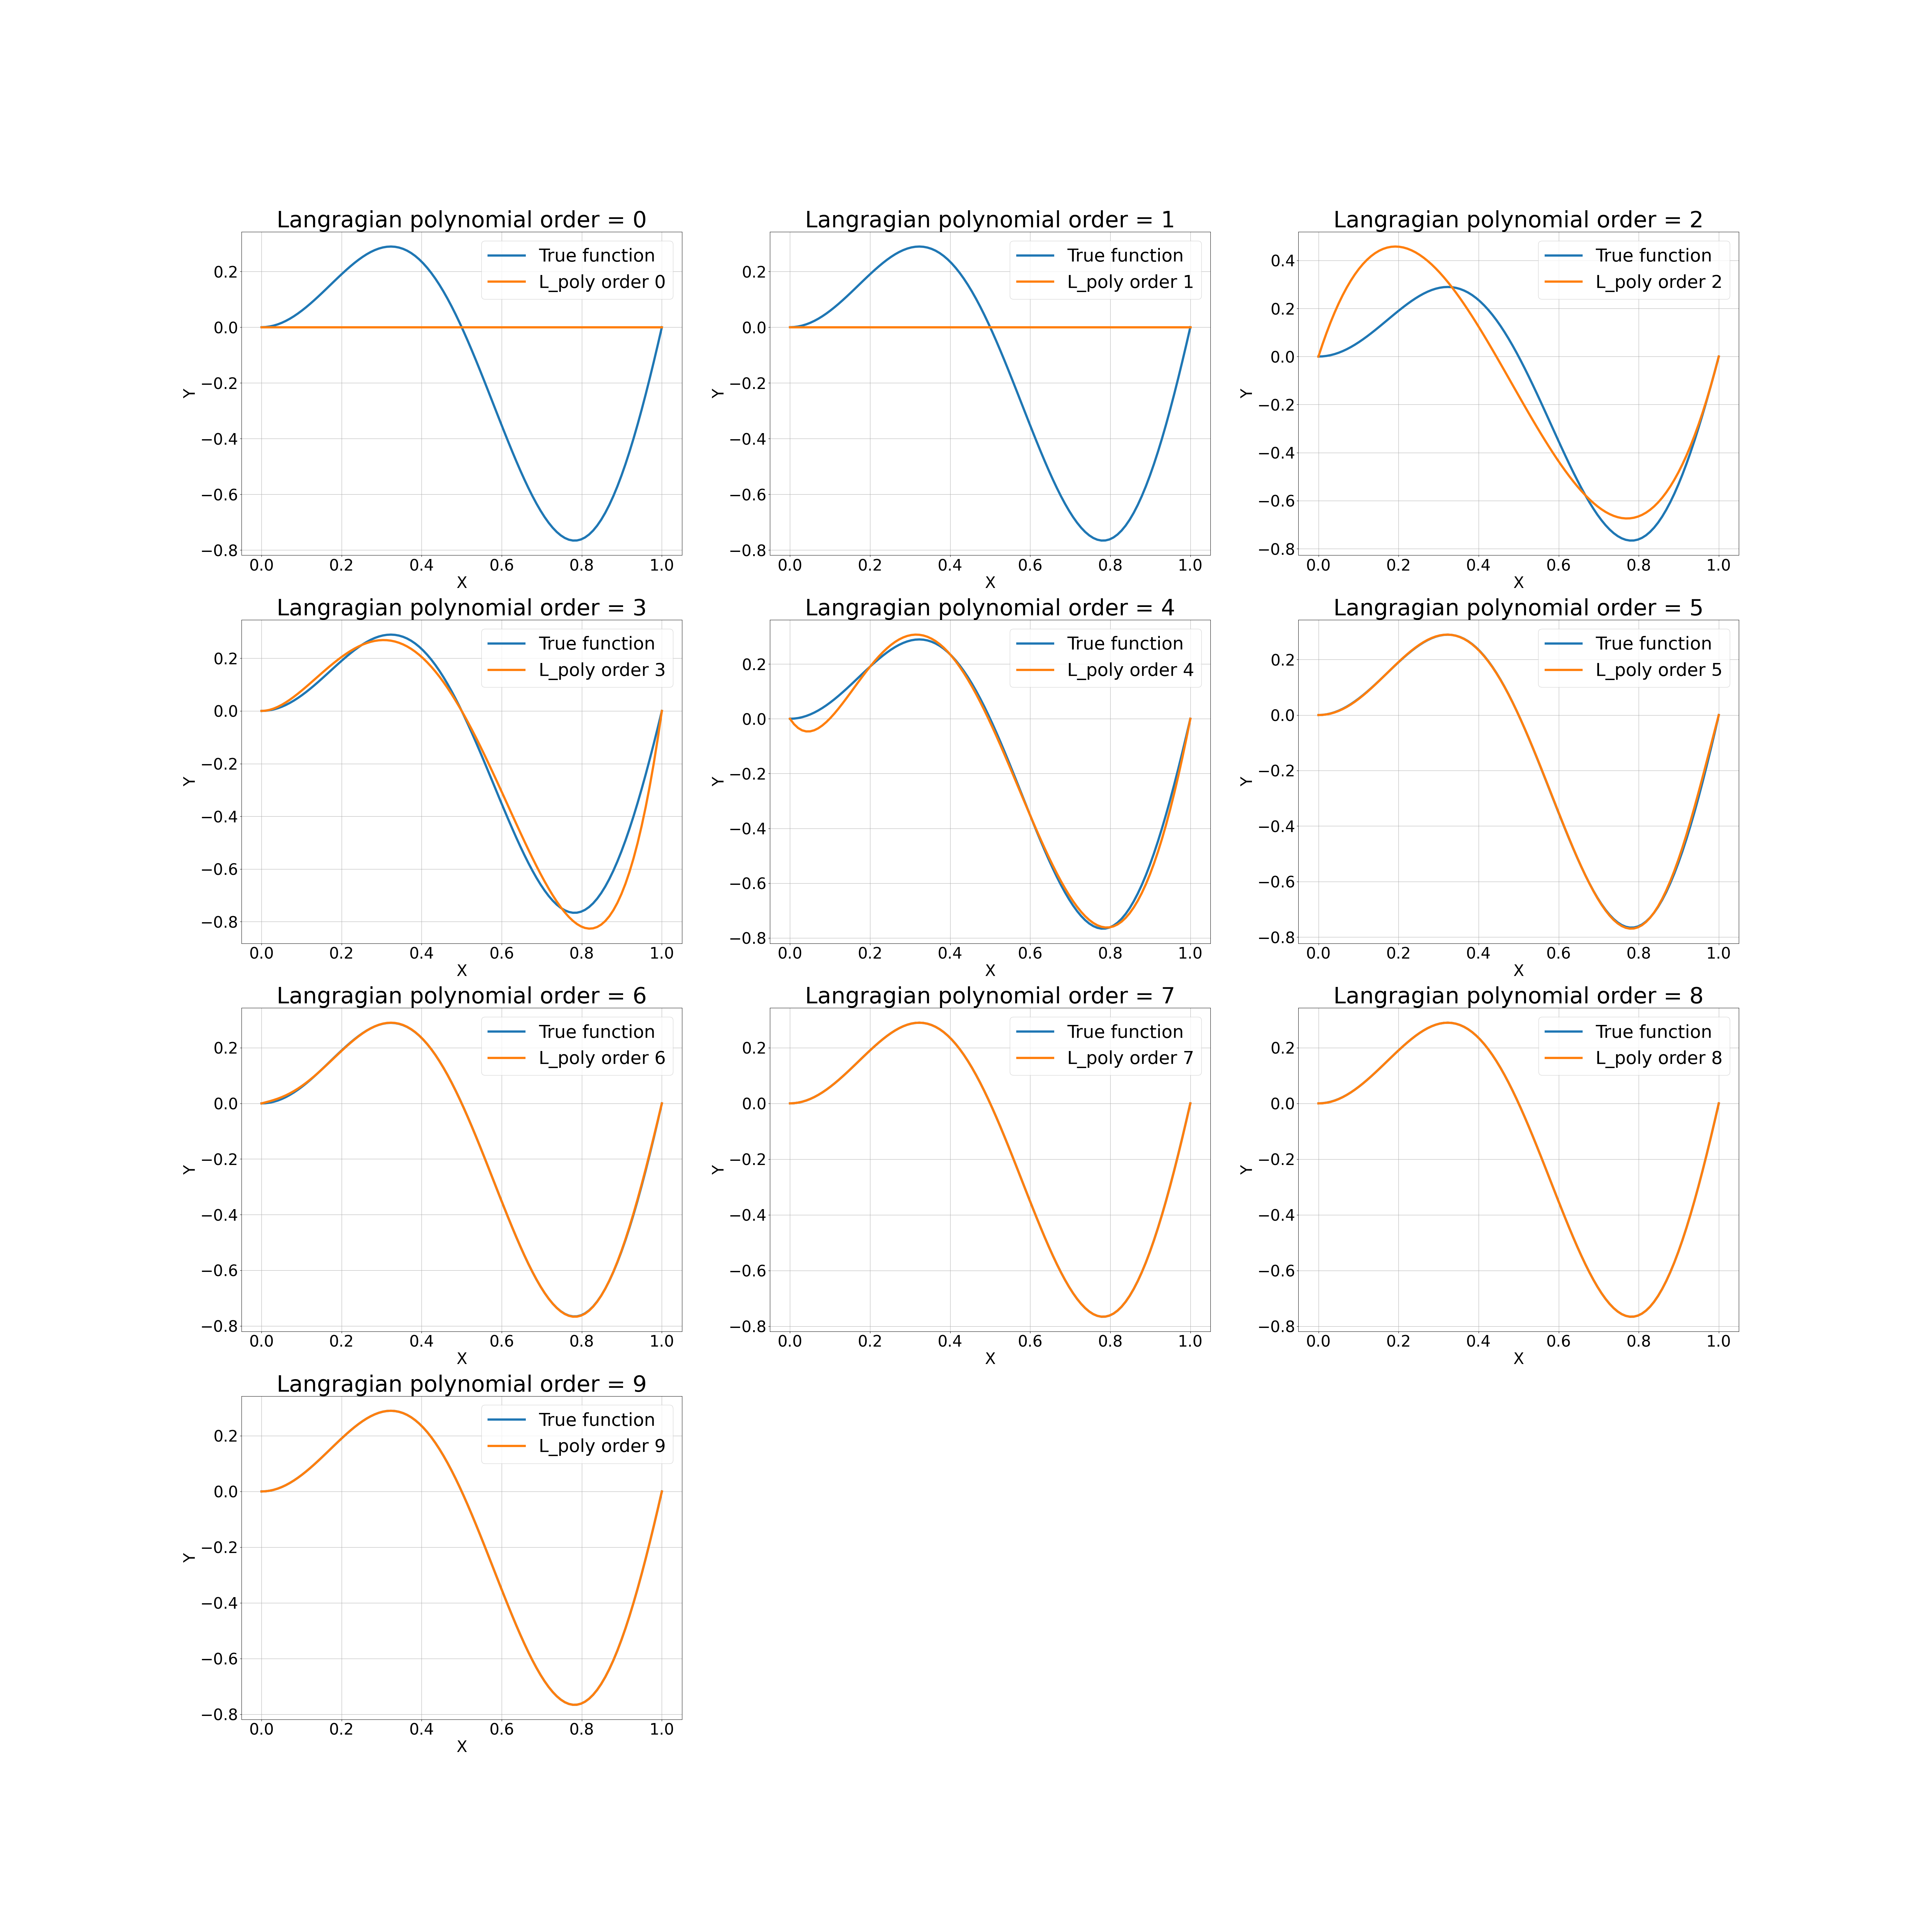 Langragian polynomial order = 0
True function
L_poly order 0
0.2
0.0
−0.2
−0.4
−0.6
−0.8
Y
0.0 0.2 0.4 0.6 0.8 1.0
X
Langragian polynomial order = 1
True function
L_poly order 1
0.2
0.0
−0.2
−0.4
−0.6
−0.8
Y
0.0 0.2 0.4 0.6 0.8 1.0
X
Langragian polynomial order = 2
True function
L_poly order 2
0.4
0.2
0.0
−0.2
−0.4
−0.6
−0.8
Y
0.0 0.2 0.4 0.6 0.8 1.0
X
Langragian polynomial order = 3
True function
L_poly order 3
0.2
0.0
−0.2
−0.4
−0.6
−0.8
Y
0.0 0.2 0.4 0.6 0.8 1.0
X
Langragian polynomial order = 4
True function
L_poly order 4
0.2
0.0
−0.2
−0.4
−0.6
−0.8
Y
0.0 0.2 0.4 0.6 0.8 1.0
X
Langragian polynomial order = 5
True function
L_poly order 5
0.2
0.0
−0.2
−0.4
−0.6
−0.8
Y
0.0 0.2 0.4 0.6 0.8 1.0
X
Langragian polynomial order = 6
True function
L_poly order 6
0.2
0.0
−0.2
−0.4
−0.6
−0.8
Y
0.0 0.2 0.4 0.6 0.8 1.0
X
Langragian polynomial order = 7
True function
L_poly order 7
0.2
0.0
−0.2
−0.4
−0.6
−0.8
Y
0.0 0.2 0.4 0.6 0.8 1.0
X
Langragian polynomial order = 8
True function
L_poly order 8
0.2
0.0
−0.2
−0.4
−0.6
−0.8
Y
0.0 0.2 0.4 0.6 0.8 1.0
X
Langragian polynomial order = 9
True function
L_poly order 9
0.2
0.0
−0.2
−0.4
−0.6
−0.8
Y
0.0 0.2 0.4 0.6 0.8 1.0
X